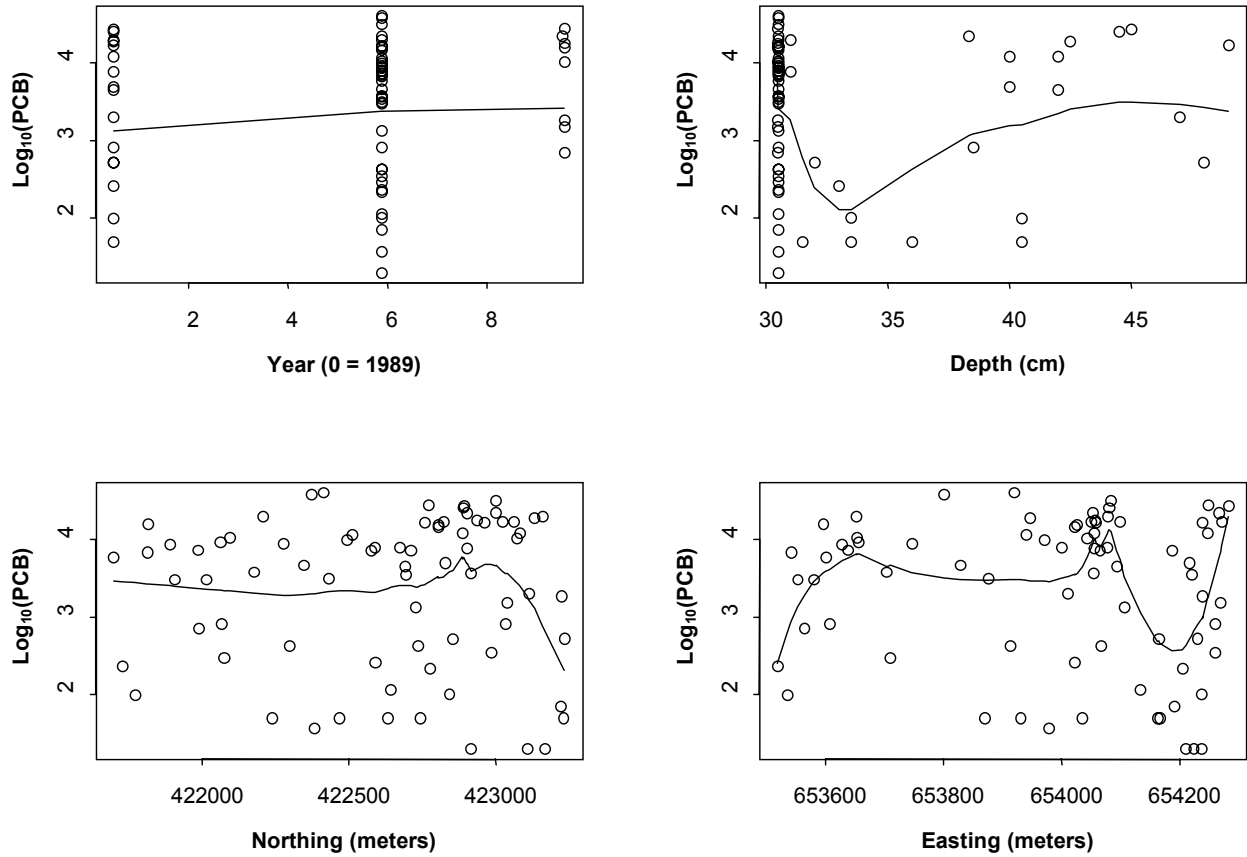 4
3
2
Log₁₀(PCB)
2 4 6 8
Year (0 = 1989)
4
3
2
Log₁₀(PCB)
30 35 40 45
Depth (cm)
4
3
2
Log₁₀(PCB)
422000 422500 423000
Northing (meters)
4
3
2
Log₁₀(PCB)
653600 653800 654000 654200
Easting (meters)